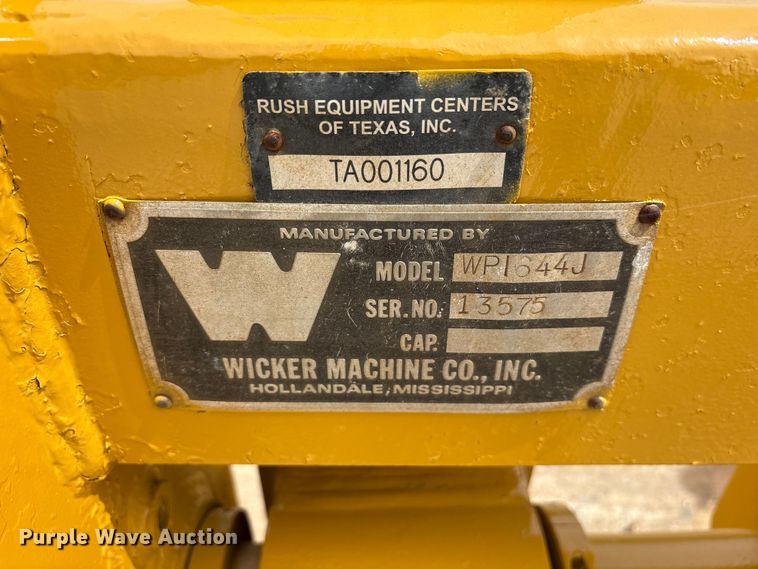 RUSH EQUIPMENT CENTERS
OF TEXAS, INC.
TA001160
MANUFACTURED BY
W
MODEL WPI644J
SER.NO. 13575
CAP.
WICKER MACHINE CO., INC.
HOLLANDALE, MISSISSIPPI
Purple Wave Auction